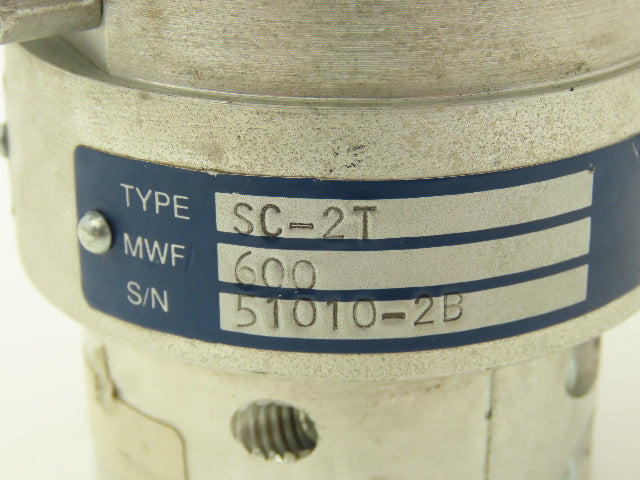 TYPE SC-2T
MWF 600
S/N 51010-2B